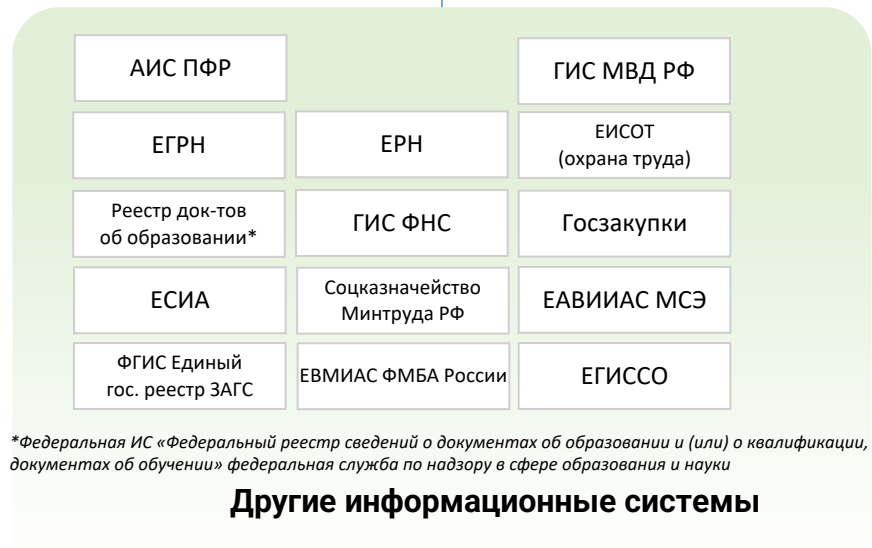 АИС ПФР
ГИС МВД РФ
ЕГРН
ЕРН
ЕИСОТ
(охрана труда)
Реестр док-тов
об образовании*
ГИС ФНС
Госзакупки
ЕСИА
Соцказначейство
Минтруда РФ
ЕАВИИАС МСЭ
ФГИС Единый
гос. реестр ЗАГС
ЕВМИАС ФМБА России
ЕГИССО
*Федеральная ИС «Федеральный реестр сведений о документах об образовании и (или) о квалификации,
документах об обучении» федеральная служба по надзору в сфере образования и науки
Другие информационные системы